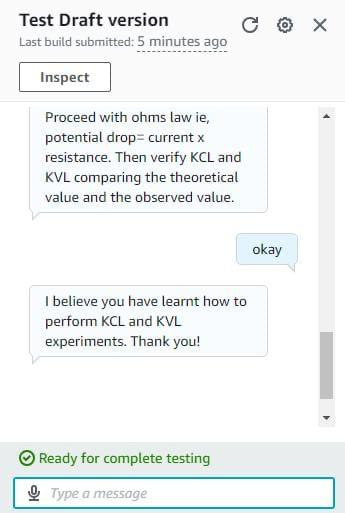 Test Draft version
Last build submitted: 5 minutes ago
Inspect
Proceed with ohms law ie,
potential drop= current x
resistance. Then verify KCL and
KVL comparing the theoretical
value and the observed value.
okay
I believe you have learnt how to
perform KCL and KVL
experiments. Thank you!
Ready for complete testing
Type a message